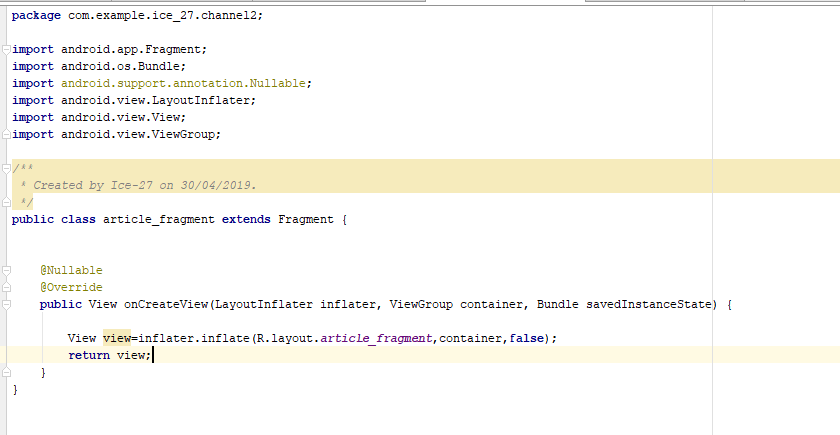 package com.example.ice_27.channel2;
import android.app.Fragment;
import android.os.Bundle;
import android.support.annotation.Nullable;
import android.view.LayoutInflater;
import android.view.View;
import android.view.ViewGroup;
/**
 * Created by Ice-27 on 30/04/2019.
 */
public class article_fragment extends Fragment {
    @Nullable
    @Override
    public View onCreateView(LayoutInflater inflater, ViewGroup container, Bundle savedInstanceState) {
        View view=inflater.inflate(R.layout.article_fragment,container,false);
        return view;
    }
}